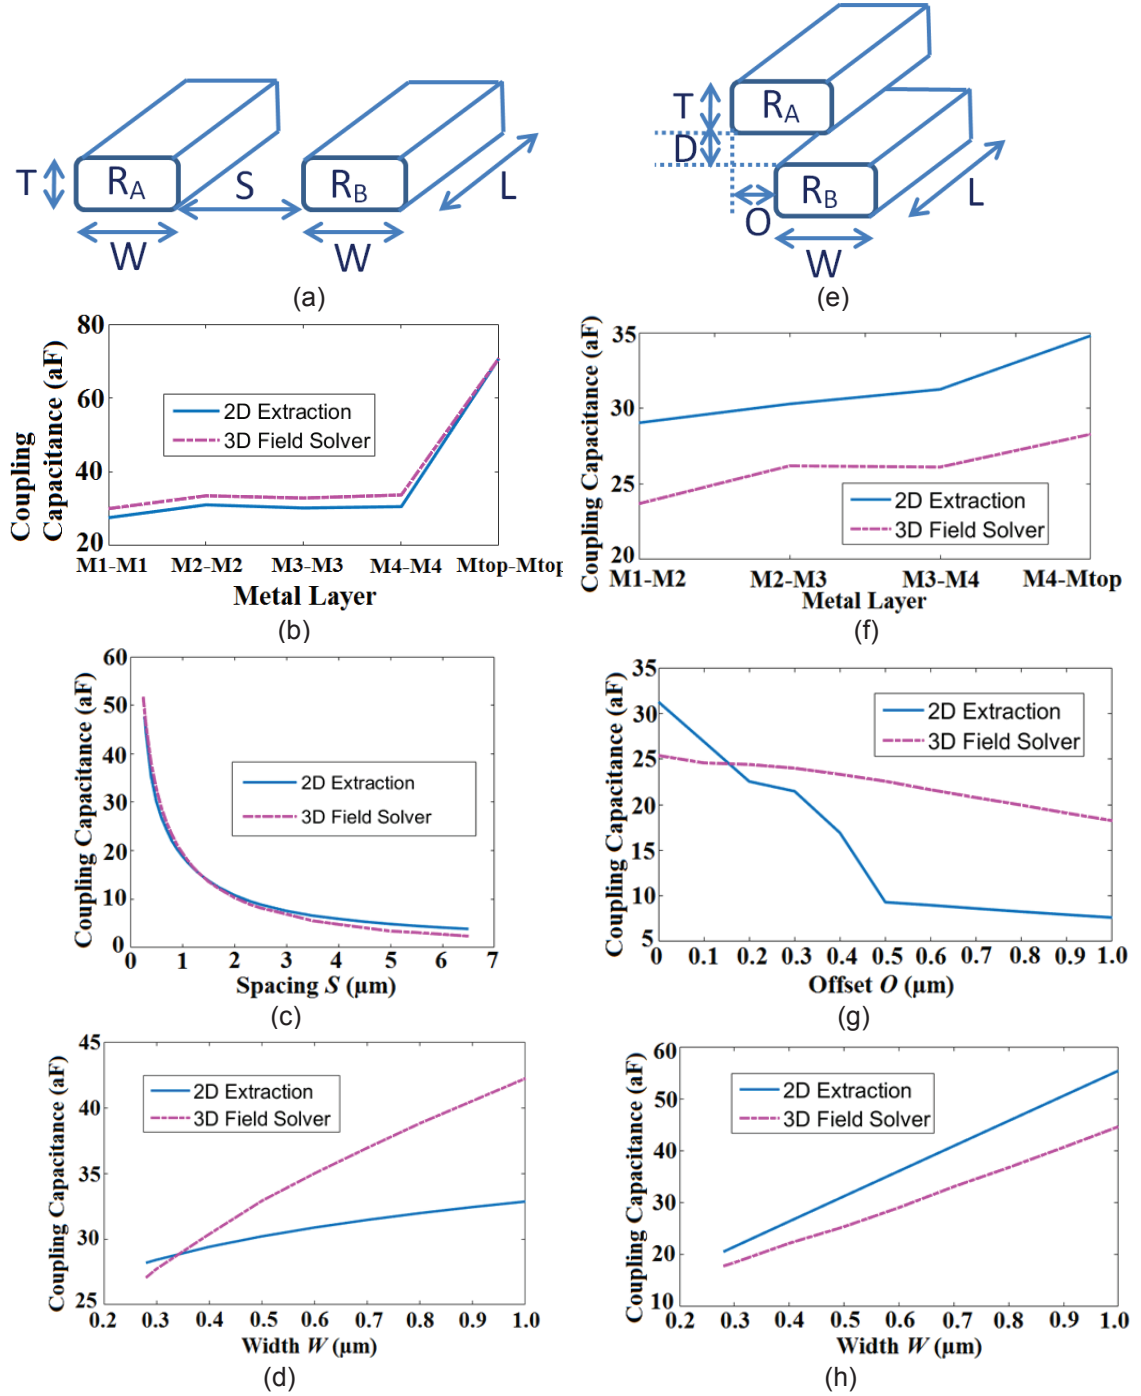 T
R_A
S
R_B
L
W
W
(a)
T
R_A
D
R_B
L
O
W
(e)
Coupling
Capacitance (aF)
80
60
40
20
2D Extraction
3D Field Solver
M1-M1
M2-M2
M3-M3
M4-M4
Mtop-Mtop
Metal Layer
(b)
Coupling Capacitance (aF)
35
30
25
20
2D Extraction
3D Field Solver
M1-M2
M2-M3
M3-M4
M4-Mtop
Metal Layer
(f)
Coupling Capacitance (aF)
60
50
40
30
20
10
0
2D Extraction
3D Field Solver
0 1 2 3 4 5 6 7
Spacing S (μm)
(c)
Coupling Capacitance (aF)
35
30
25
20
15
10
5
2D Extraction
3D Field Solver
0 0.1 0.2 0.3 0.4 0.5 0.6 0.7 0.8 0.9 1.0
Offset O (μm)
(g)
Coupling Capacitance (aF)
45
40
35
30
25
2D Extraction
3D Field Solver
0.2 0.3 0.4 0.5 0.6 0.7 0.8 0.9 1.0
Width W (μm)
(d)
Coupling Capacitance (aF)
60
50
40
30
20
10
2D Extraction
3D Field Solver
0.2 0.3 0.4 0.5 0.6 0.7 0.8 0.9 1.0
Width W (μm)
(h)